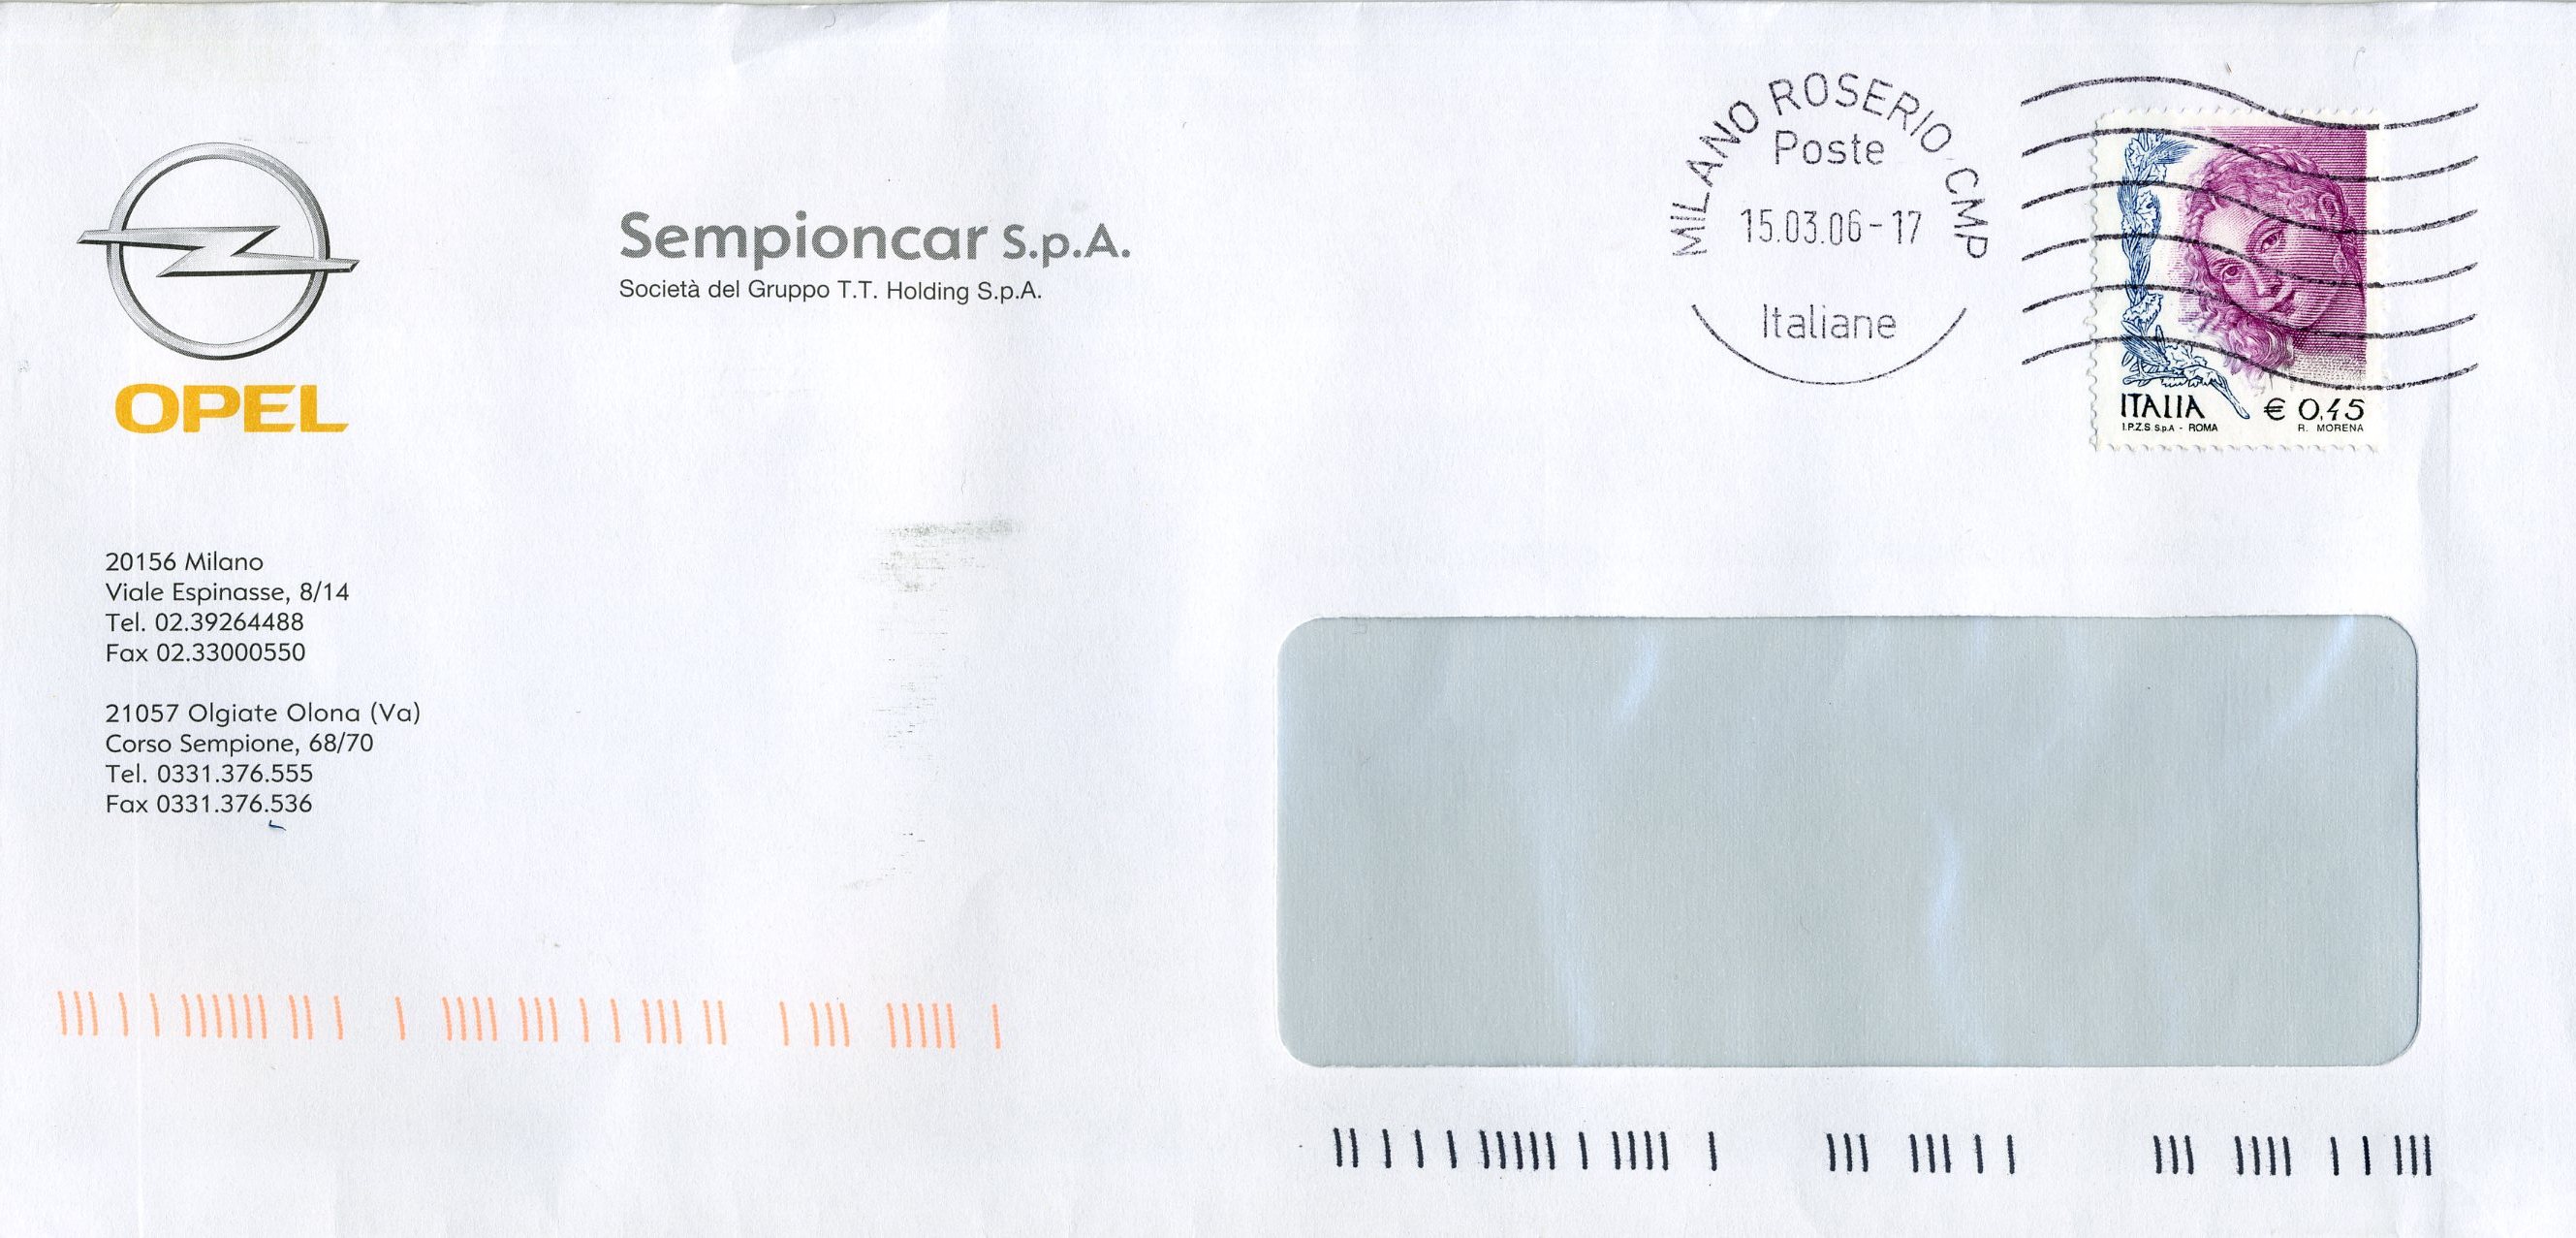 OPEL
Sempioncar S.p.A.
Società del Gruppo T.T. Holding S.p.A.
MILANO ROSERIO CMP
Poste
15.03.06-17
Italiane
ITALIA € 0,45
I.P.Z.S. S.p.A. - ROMA R. MORENA
20156 Milano
Viale Espinasse, 8/14
Tel. 02.39264488
Fax 02.33000550
21057 Olgiate Olona (Va)
Corso Sempione, 68/70
Tel. 0331.376.555
Fax 0331.376.536